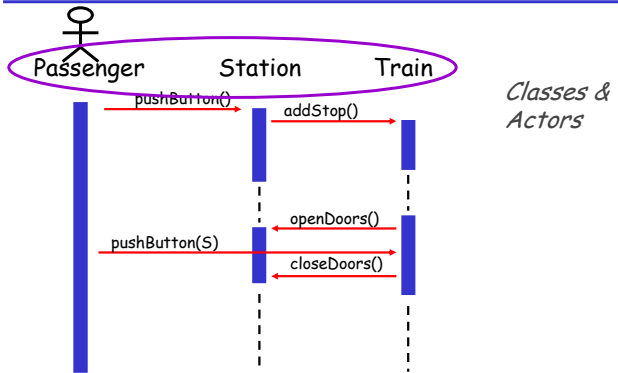 Passenger Station Train
Classes &
Actors
pushButton()
addStop()
openDoors()
pushButton(S)
closeDoors()